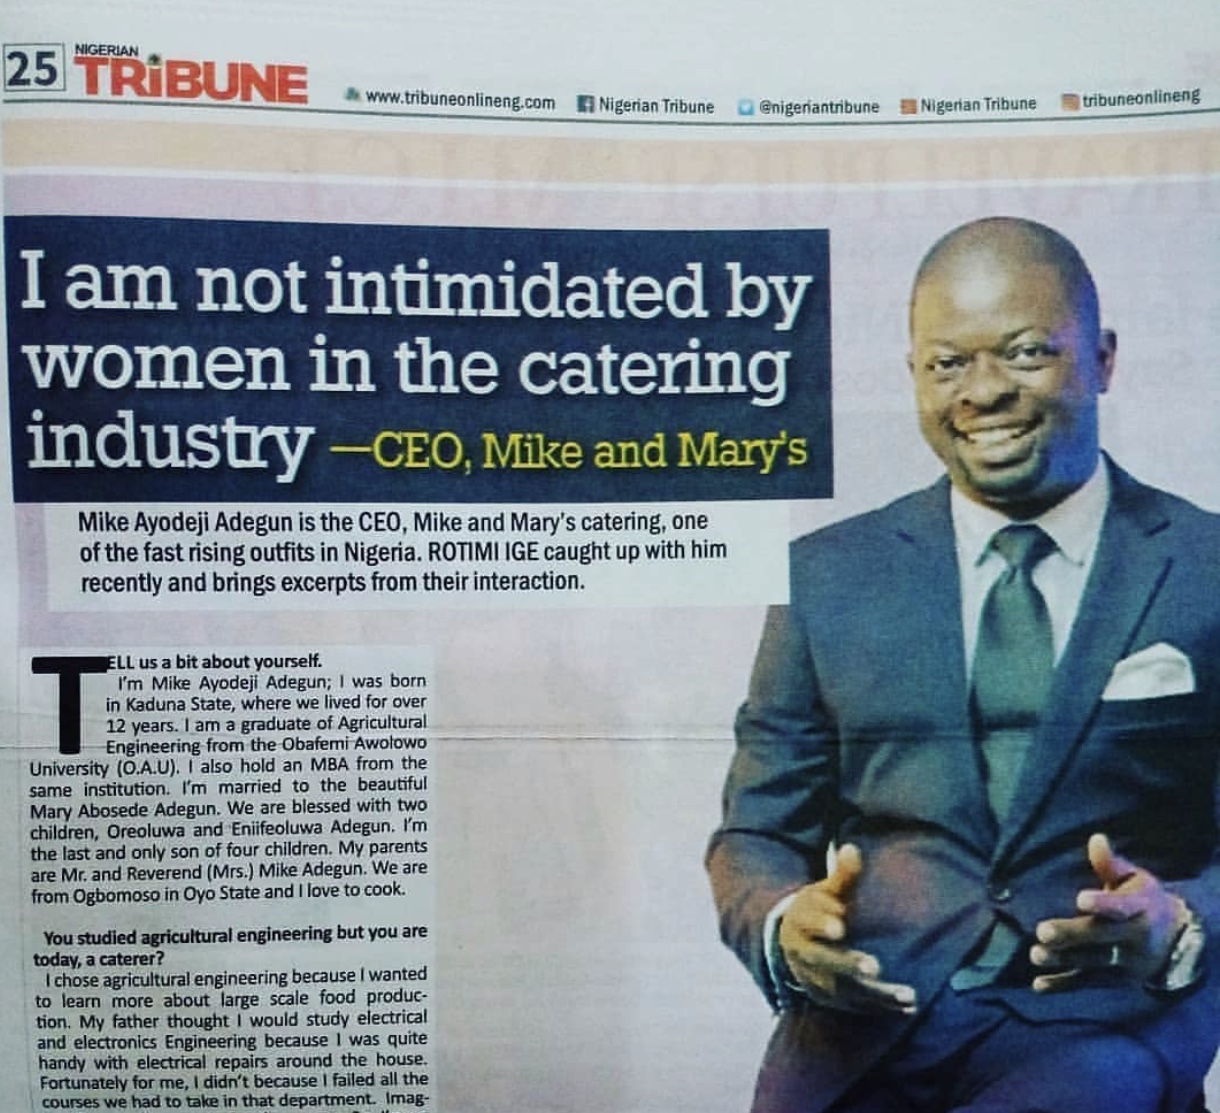 25 NIGERIAN TRiBUNE
www.tribuneonlineng.com Nigerian Tribune @nigeriantribune Nigerian Tribune tribuneonlineng
I am not intimidated by
women in the catering
industry —CEO, Mike and Mary's
Mike Ayodeji Adegun is the CEO, Mike and Mary's catering, one
of the fast rising outfits in Nigeria. ROTIMI IGE caught up with him
recently and brings excerpts from their interaction.
TELL us a bit about yourself.
I'm Mike Ayodeji Adegun; I was born
in Kaduna State, where we lived for over
12 years. I am a graduate of Agricultural
Engineering from the Obafemi Awolowo
University (O.A.U). I also hold an MBA from the
same institution. I'm married to the beautiful
Mary Abosede Adegun. We are blessed with two
children, Oreoluwa and Eniifeoluwa Adegun. I'm
the last and only son of four children. My parents
are Mr. and Reverend (Mrs.) Mike Adegun. We are
from Ogbomoso in Oyo State and I love to cook.
You studied agricultural engineering but you are
today, a caterer?
I chose agricultural engineering because I wanted
to learn more about large scale food produc-
tion. My father thought I would study electrical
and electronics Engineering because I was quite
handy with electrical repairs around the house.
Fortunately for me, I didn't because I failed all the
courses we had to take in that department. Imag-